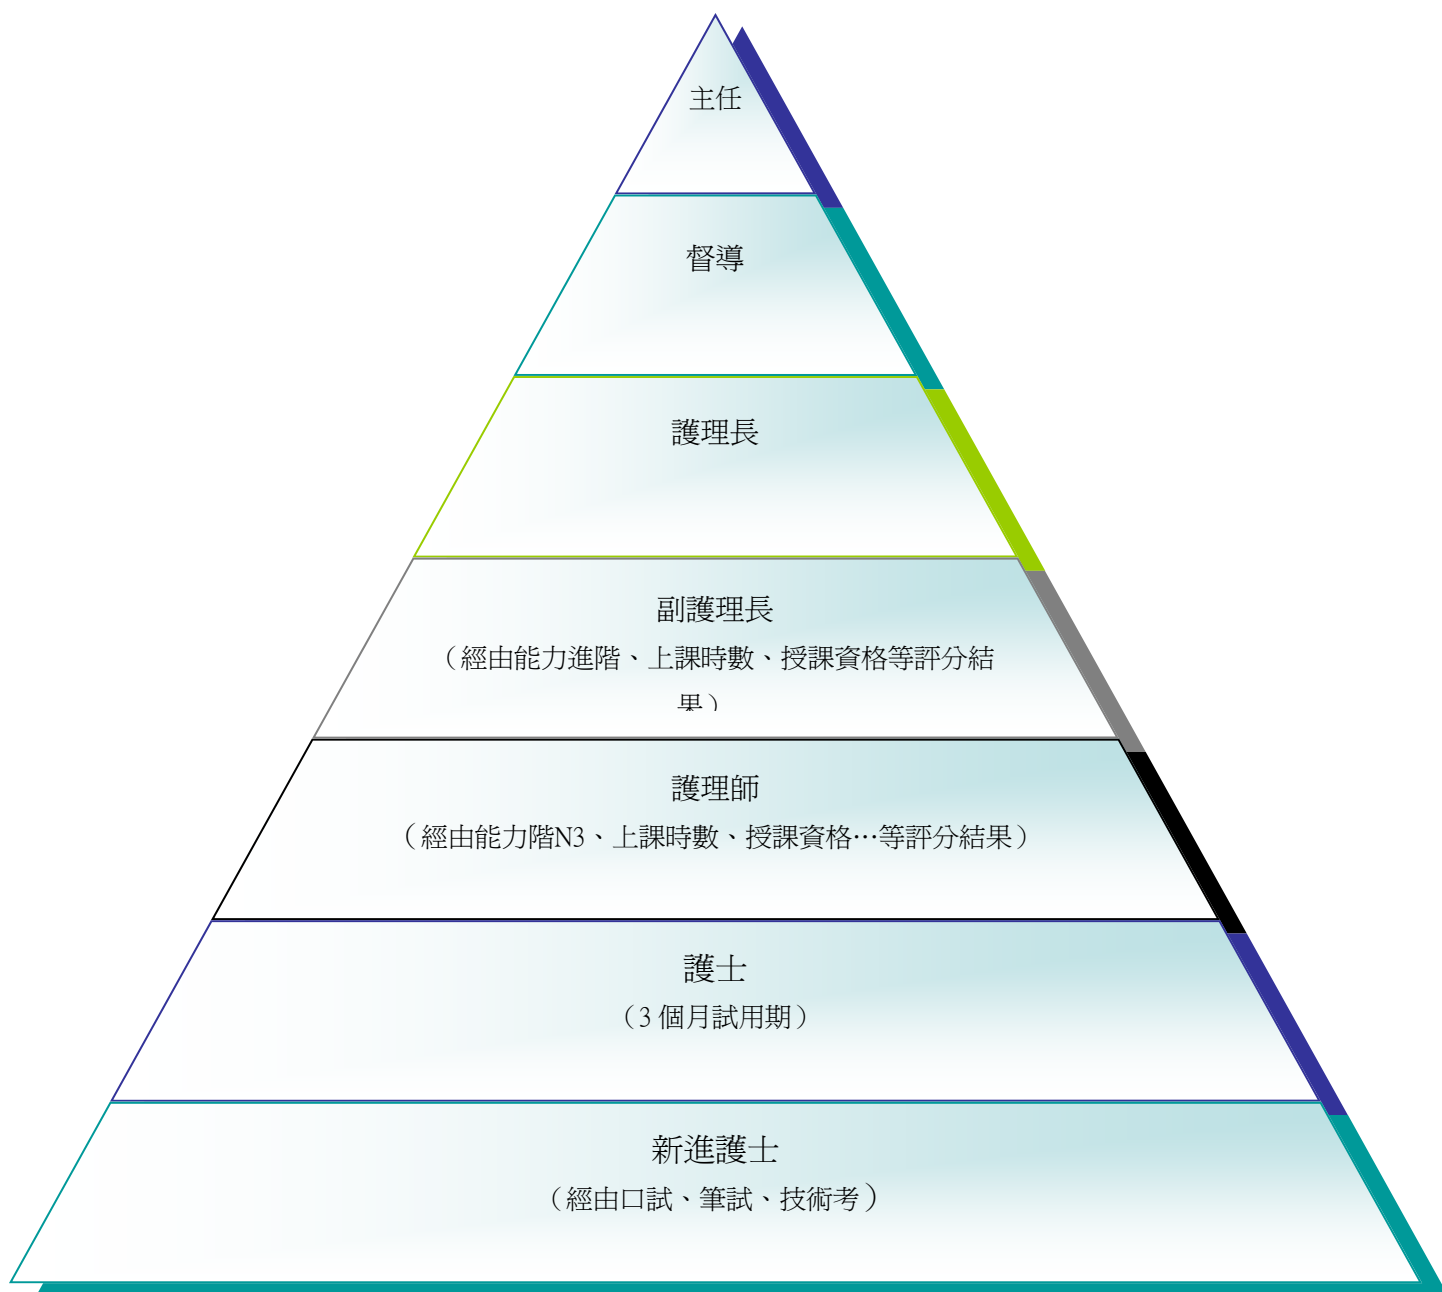 主任
督導
護理長
副護理長
（經由能力進階、上課時數、授課資格等評分結
果）
護理師
（經由能力階N3、上課時數、授課資格…等評分結果）
護士
（3 個月試用期）
新進護士
（經由口試、筆試、技術考）